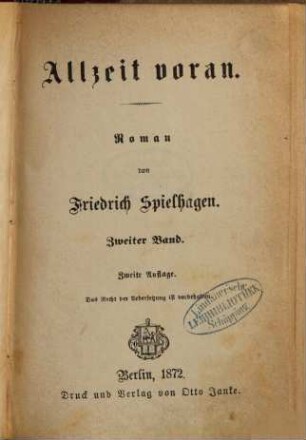 Allzeit voran.
Roman
von
Friedrich Spielhagen.
Zweiter Band.
Zweite Auflage.
Das Recht der Uebersetzung ist vorbehalten.
Berlin, 1872.
Druck und Verlag von Otto Janke.